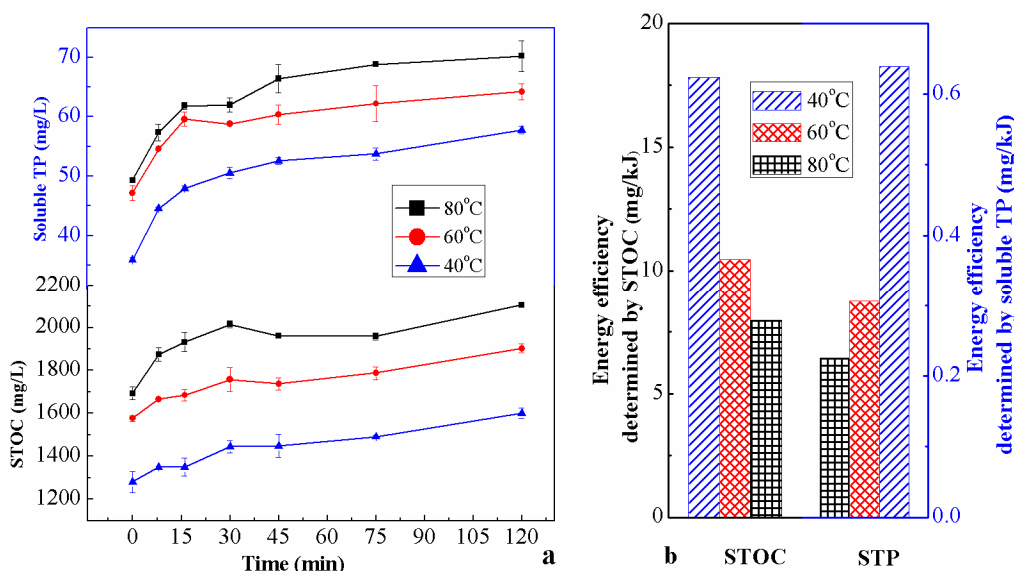 Soluble TP (mg/L)
70
60
50
40
80°C
60°C
40°C
STOC (mg/L)
2200
2000
1800
1600
1400
1200
0 15 30 45 60 75 90 105 120
Time (min)
a
Energy efficiency
determined by STOC (mg/kJ)
20
15
10
5
0
40°C
60°C
80°C
0.6
0.4
0.2
0.0
Energy efficiency
determined by soluble TP (mg/kJ)
b STOC STP